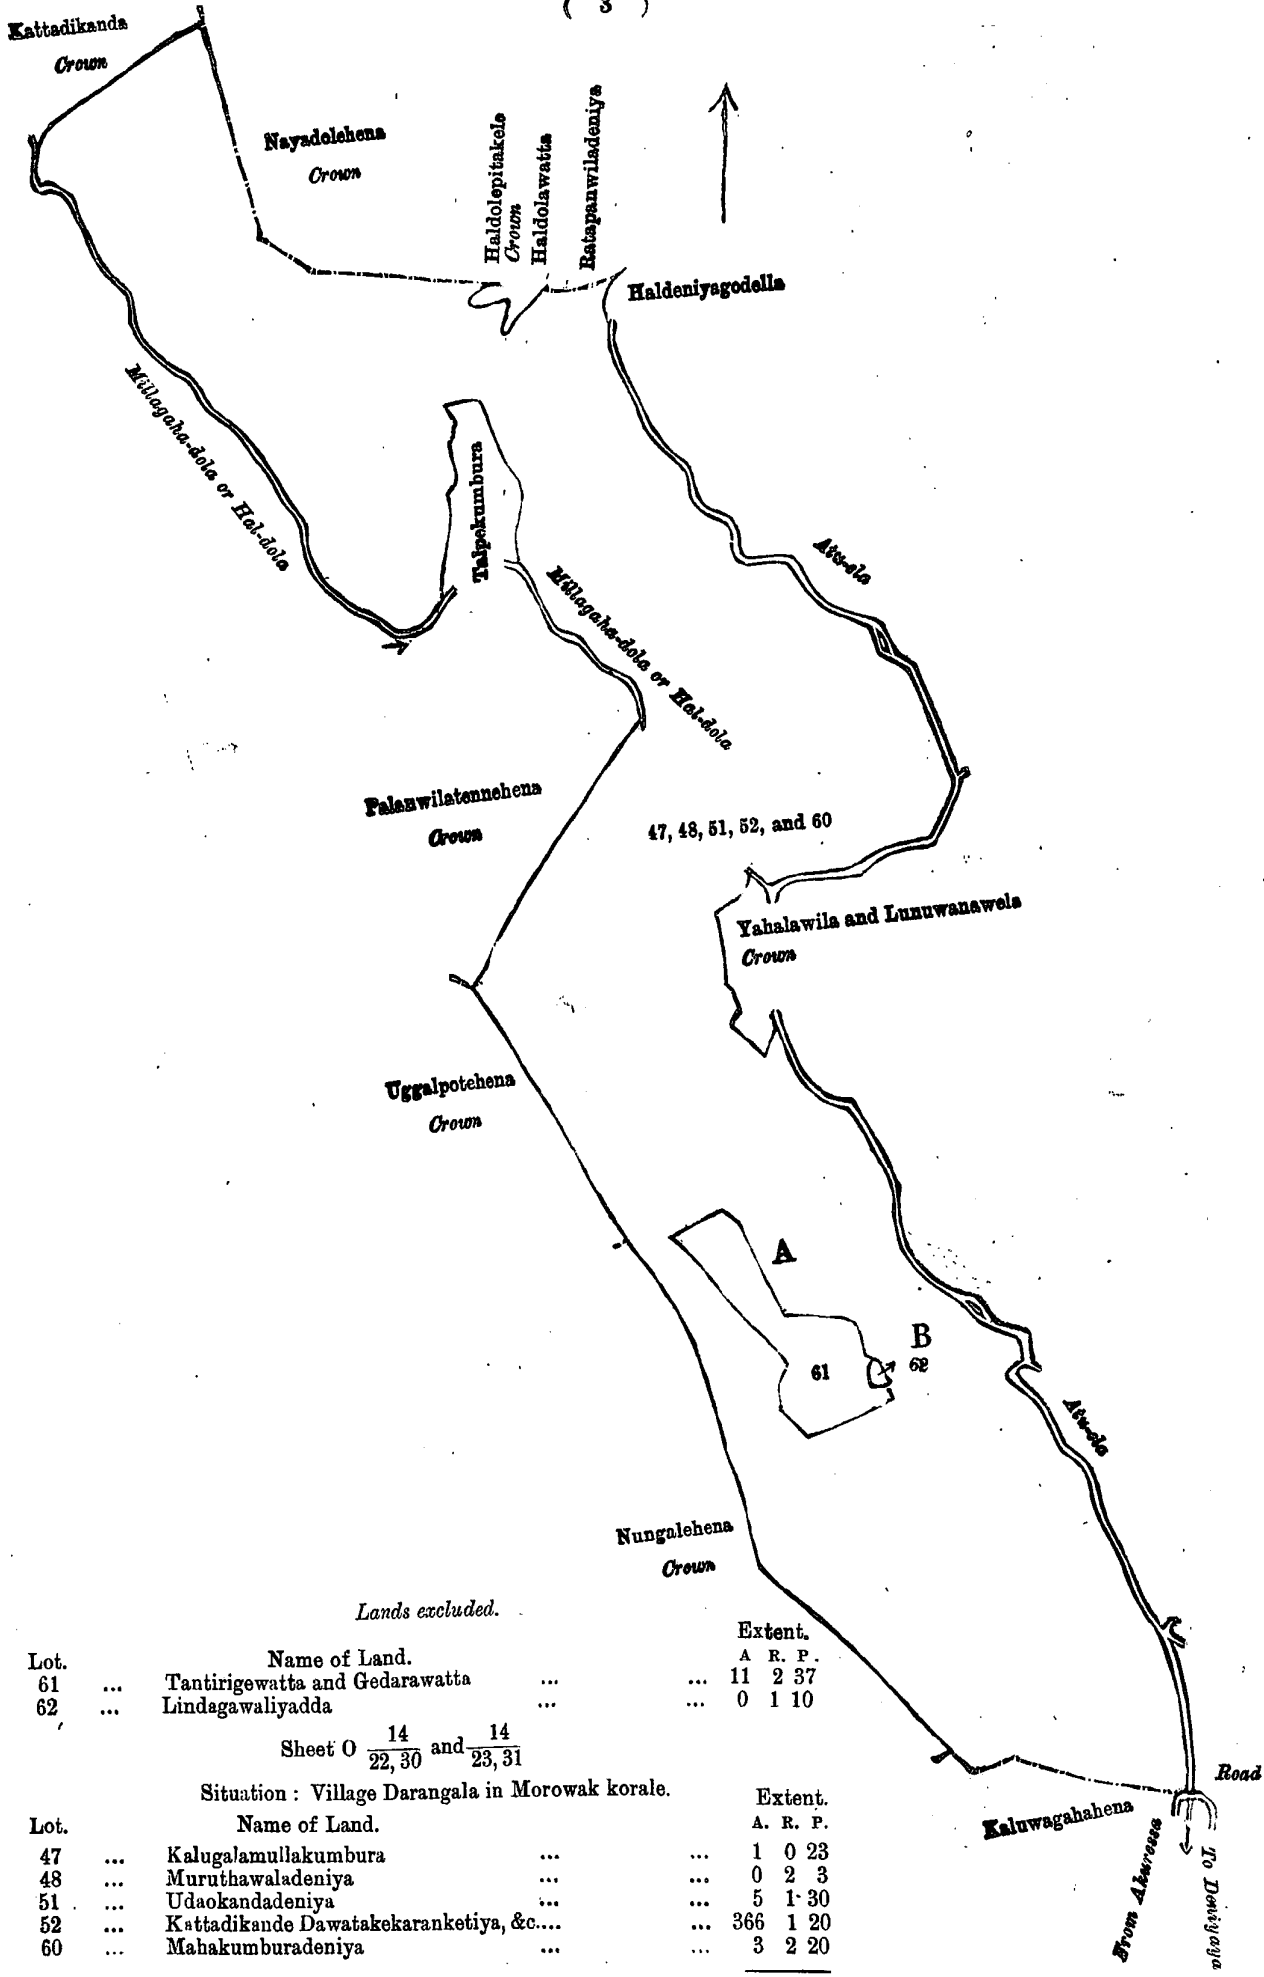 ( 3 )
Kattadikanda
Crown
Nayadolehena
Crown
Haldolepitakele
Crown
Haldolawatta
Ratapanwiladeniya
Haldeniyagodella
Millagaha-dola or Hal-dola
Talpekumbura
Millagaha-dola or Hal-dola
Atu-ela
Palanwilatennehena
Crown
47, 48, 51, 52, and 60
Yahalawila and Lunuwanawela
Crown
Uggalpotehena
Crown
A
B
62
61
Atu-ela
Nungalehena
Crown
Lands excluded.
Extent.
Lot. Name of Land. A R. P.
61 ... Tantirigewatta and Gedarawatta ... ... 11 2 37
62 ... Lindagawaliyadda ... ... 0 1 10
Sheet O 14/22, 30 and 14/23, 31
Situation : Village Darangala in Morowak korale.
Extent.
Lot. Name of Land. A. R. P.
47 ... Kalugalamullakumbura ... ... 1 0 23
48 ... Muruthawaladeniya ... ... 0 2 3
51 ... Udaokandadeniya ... ... 5 1 30
52 ... Kattadikande Dawatakekaranketiya, &c.... ... 366 1 20
60 ... Mahakumburadeniya ... ... 3 2 20
Road
Kaluwagahahena
From Akuressa
To Deniyaya